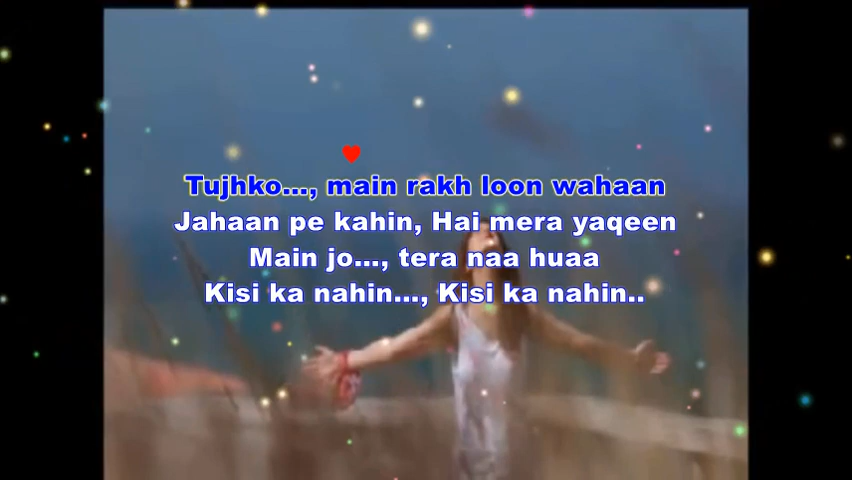 Tujhko..., main rakh loon wahaan
Jahaan pe kahin, Hai mera yaqeen
Main jo..., tera naa huaa
Kisi ka nahin..., Kisi ka nahin..